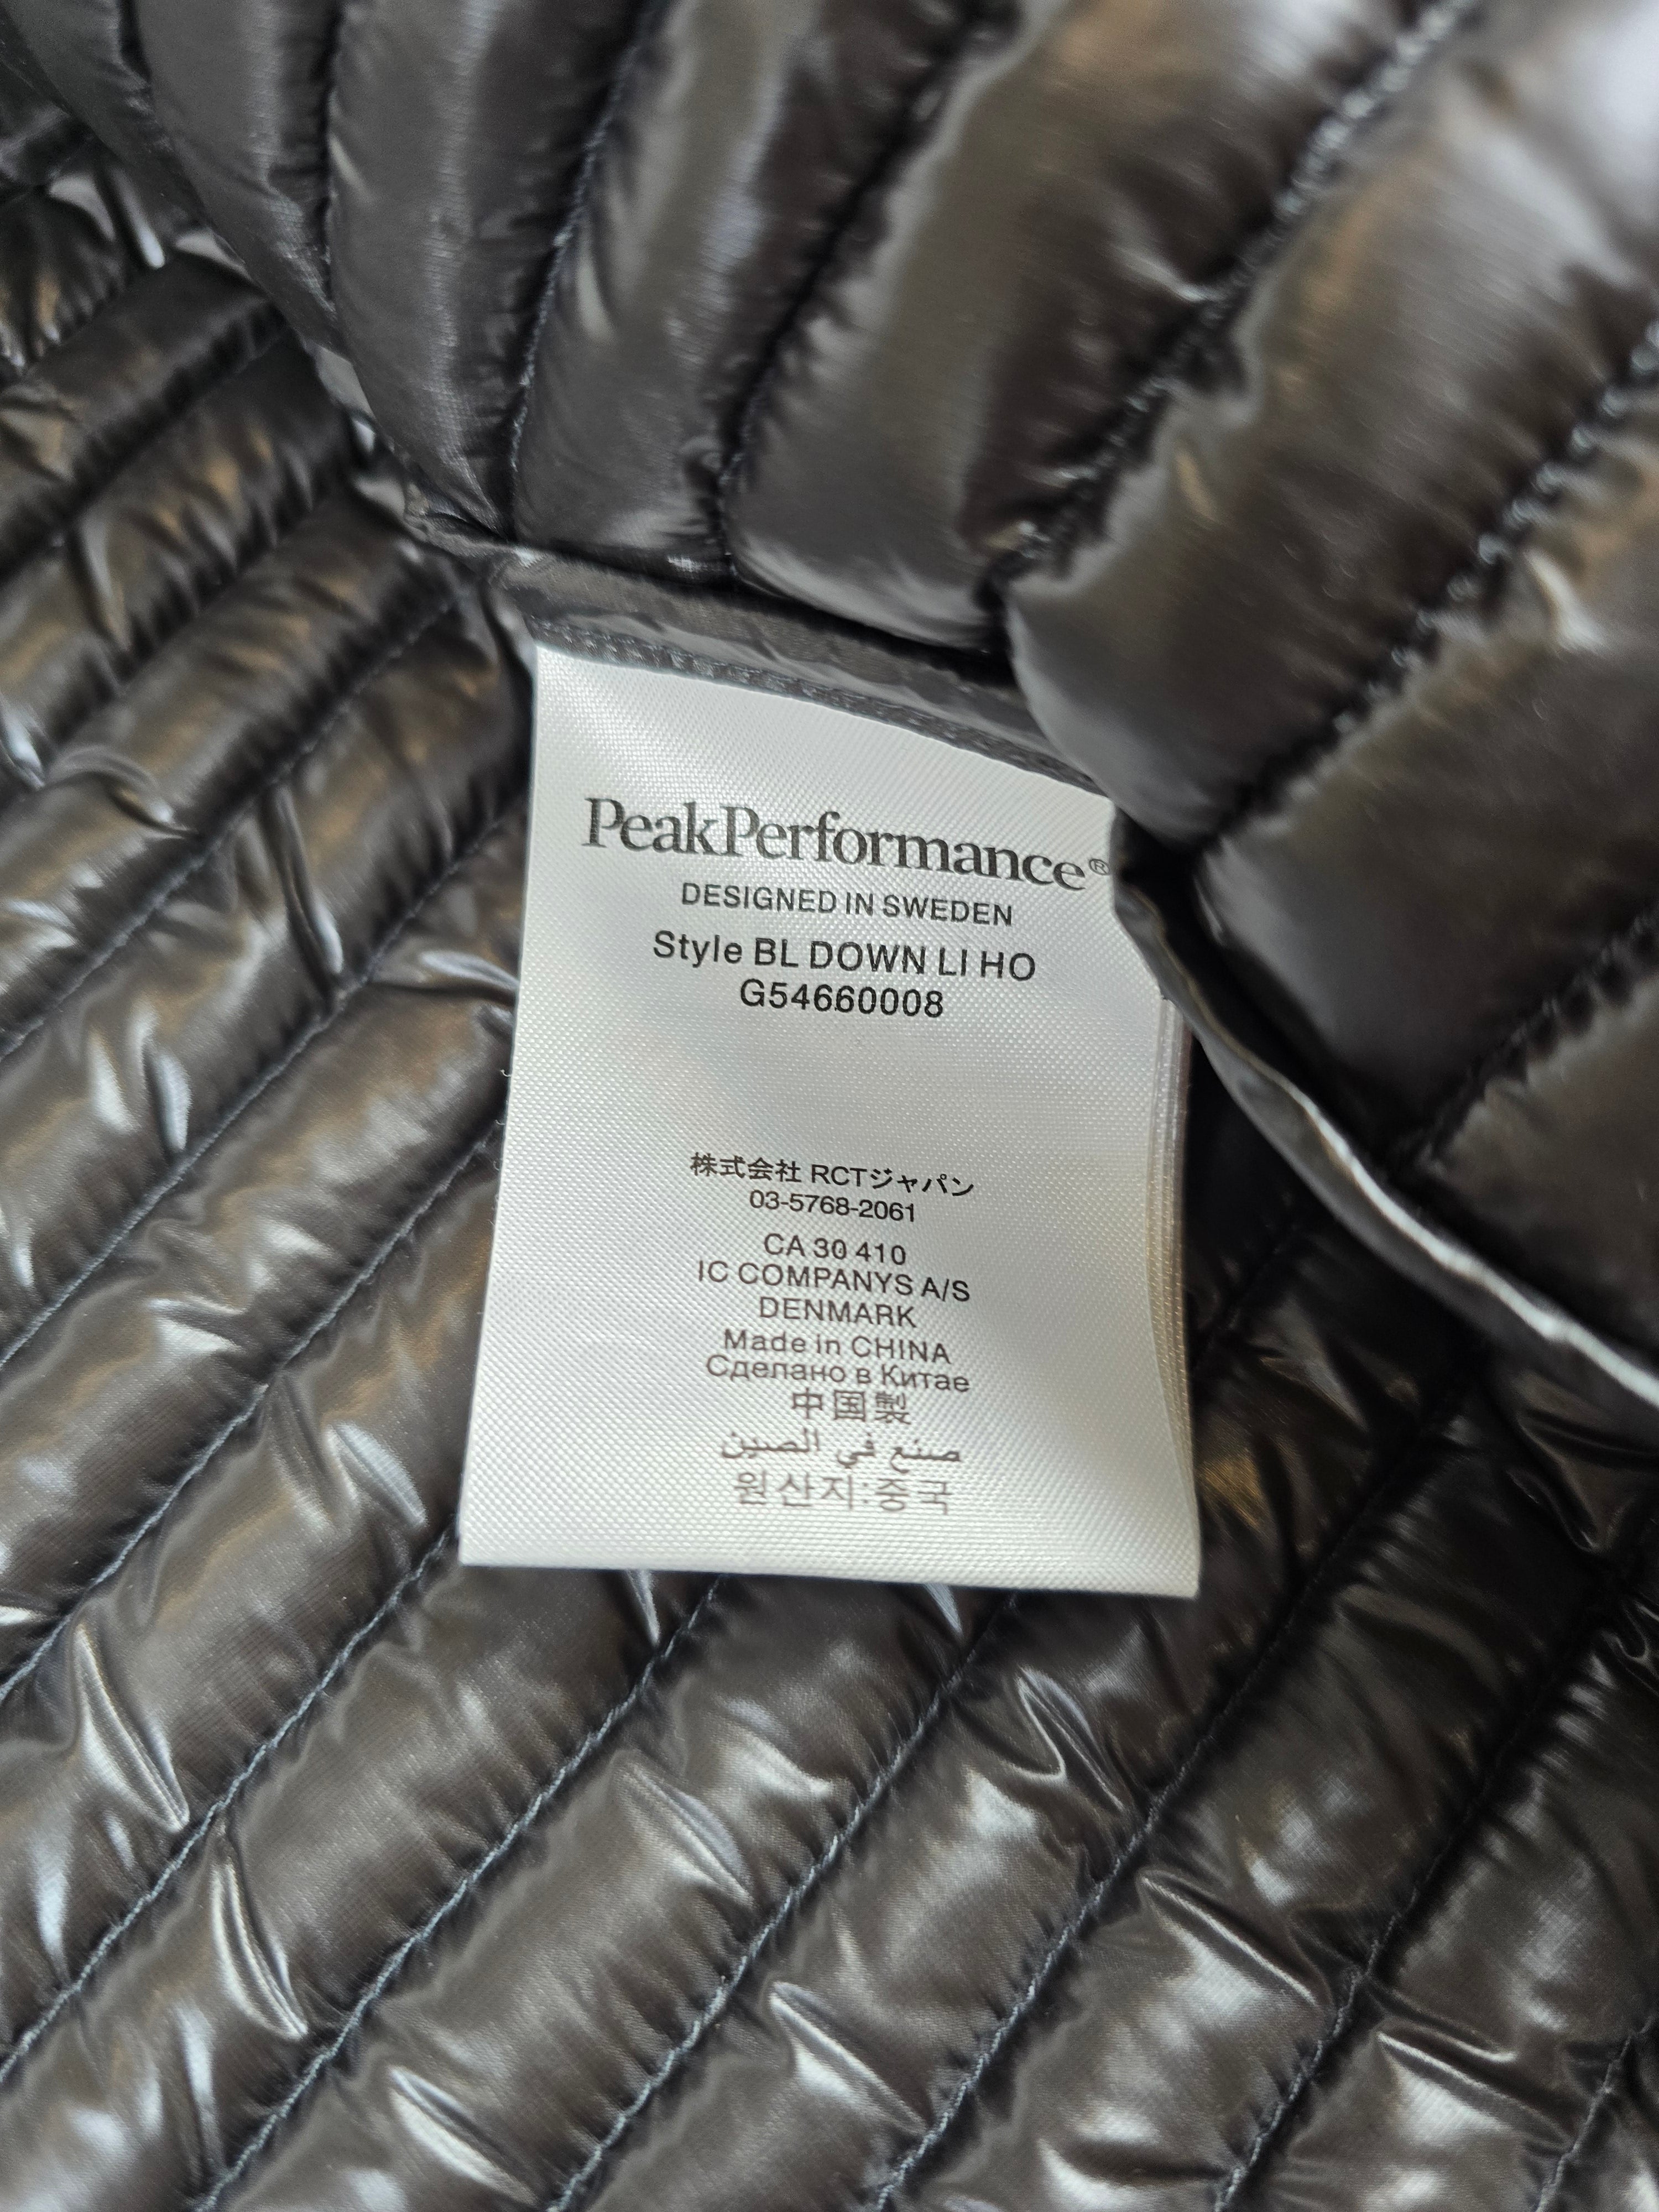 PeakPerformance®
DESIGNED IN SWEDEN
Style BL DOWN LI HO
G54660008
株式会社 RCTジャパン
03-5768-2061
CA 30 410
IC COMPANYS A/S
DENMARK
Made in CHINA
Сделано в Китае
中国製
صنع في الصين
원산지:중국